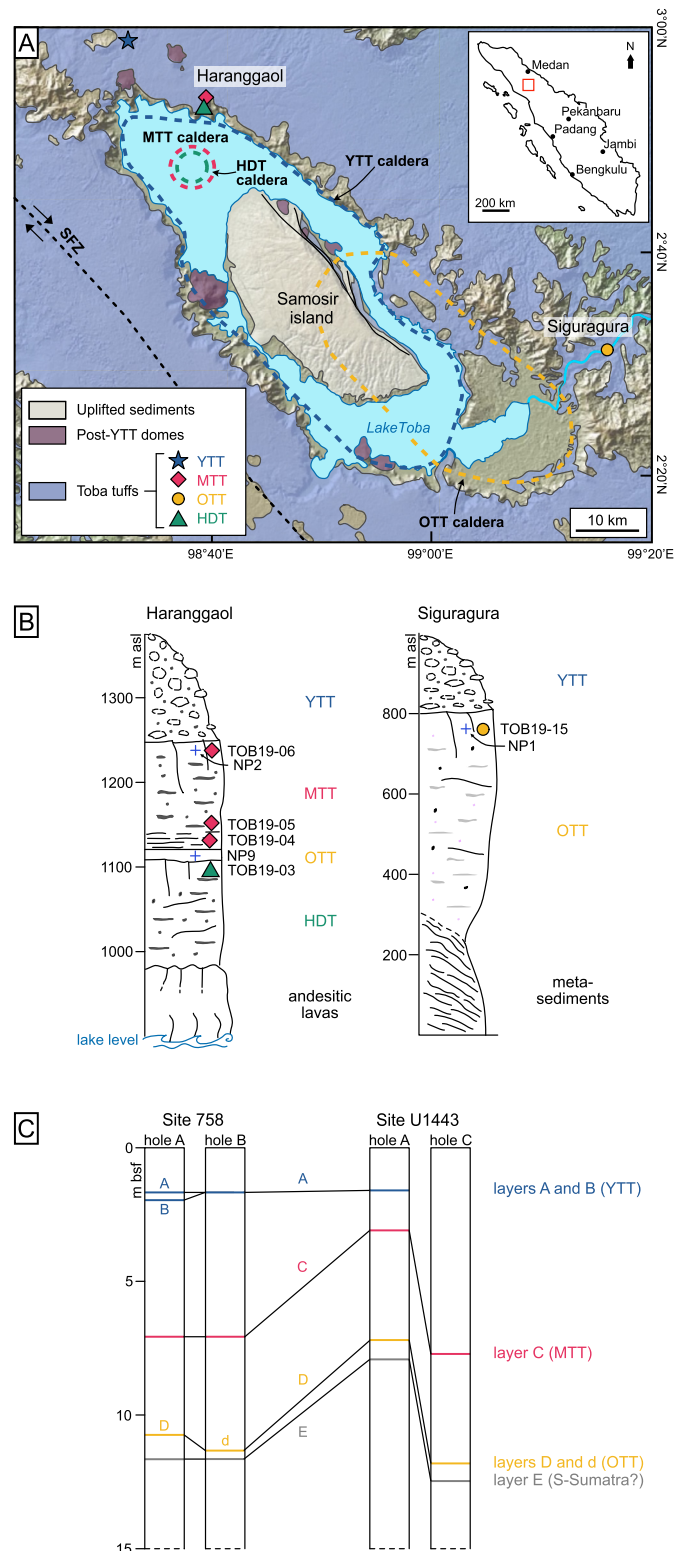 A
3°00'N
Haranggaol
N
Medan
Pekanbaru
Padang
Jambi
Bengkulu
200 km
MTT caldera
HDT
caldera
YTT caldera
SFZ
2°40'N
Samosir
island
Siguragura
Uplifted sediments
Post-YTT domes
Toba tuffs
YTT
MTT
OTT
HDT
Lake Toba
2°20'N
OTT caldera
10 km
98°40'E
99°00'E
99°20'E
B
Haranggaol
m asl
1300
1200
1100
1000
YTT
TOB19-06
NP2
MTT
TOB19-05
TOB19-04
NP9
OTT
TOB19-03
HDT
andesitic
lavas
lake level
Siguragura
m asl
800
600
400
200
YTT
TOB19-15
NP1
OTT
meta-
sediments
C
Site 758
Site U1443
hole A
hole B
hole A
hole C
0
m bsf
5
10
15
A
B
A
C
D
d
D
E
layers A and B (YTT)
layer C (MTT)
layers D and d (OTT)
layer E (S-Sumatra?)